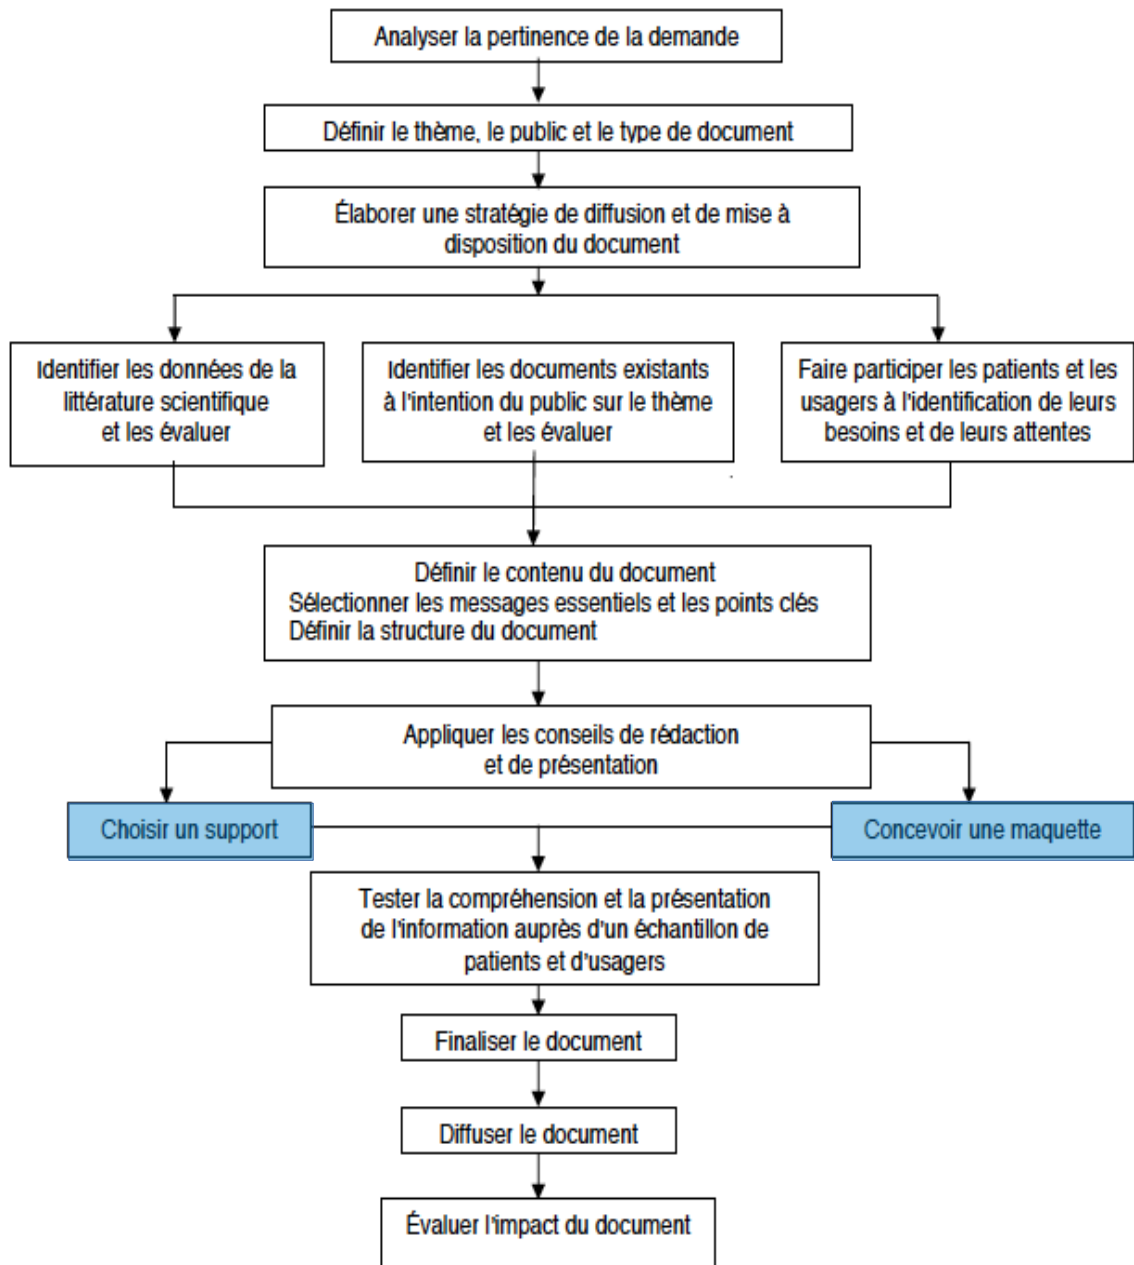 Analyser la pertinence de la demande
Définir le thème, le public et le type de document
Élaborer une stratégie de diffusion et de mise à
disposition du document
Identifier les données de la
littérature scientifique
et les évaluer
Identifier les documents existants
à l'intention du public sur le thème
et les évaluer
Faire participer les patients et les
usagers à l'identification de leurs
besoins et de leurs attentes
Définir le contenu du document
Sélectionner les messages essentiels et les points clés
Définir la structure du document
Appliquer les conseils de rédaction
et de présentation
Choisir un support
Concevoir une maquette
Tester la compréhension et la présentation
de l'information auprès d'un échantillon de
patients et d'usagers
Finaliser le document
Diffuser le document
Évaluer l'impact du document